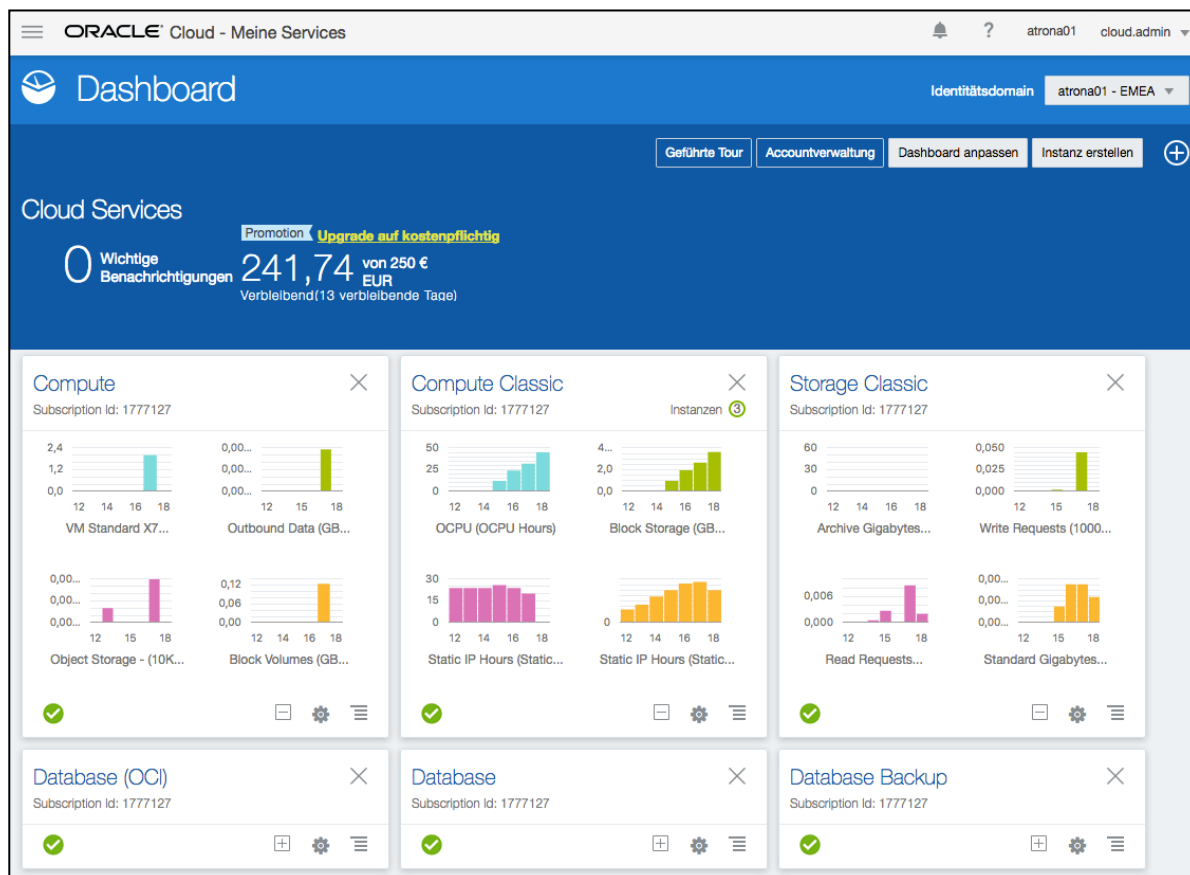 ORACLE® Cloud - Meine Services
? atrona01 cloud.admin
Dashboard
Identitätsdomain atrona01 - EMEA
Geführte Tour Accountverwaltung Dashboard anpassen Instanz erstellen
Cloud Services
Promotion Upgrade auf kostenpflichtig
0 Wichtige Benachrichtigungen
241,74 von 250 € EUR
Verbleibend(13 verbleibende Tage)
Compute
Subscription Id: 1777127
2,4
1,2
0,0
12 14 16 18
VM Standard X7...
0,00...
0,00...
0,00...
12 15 18
Outbound Data (GB...
0,00...
0,00...
0,00...
12 15 18
Object Storage - (10K...
0,12
0,06
0,00
12 14 16 18
Block Volumes (GB...
Compute Classic
Subscription Id: 1777127 Instanzen 3
50
25
0
12 14 16 18
OCPU (OCPU Hours)
4...
2,0
0,0
12 14 16 18
Block Storage (GB...
30
15
0
12 14 16 18
Static IP Hours (Static...
0
12 14 16 18
Static IP Hours (Static...
Storage Classic
Subscription Id: 1777127
60
30
0
12 14 16 18
Archive Gigabytes...
0,050
0,025
0,000
12 15 18
Write Requests (1000...
0,006
0,000
12 15 18
Read Requests...
0,00...
0,00...
0,00...
12 15 18
Standard Gigabytes...
Database (OCI)
Subscription Id: 1777127
Database
Subscription Id: 1777127
Database Backup
Subscription Id: 1777127